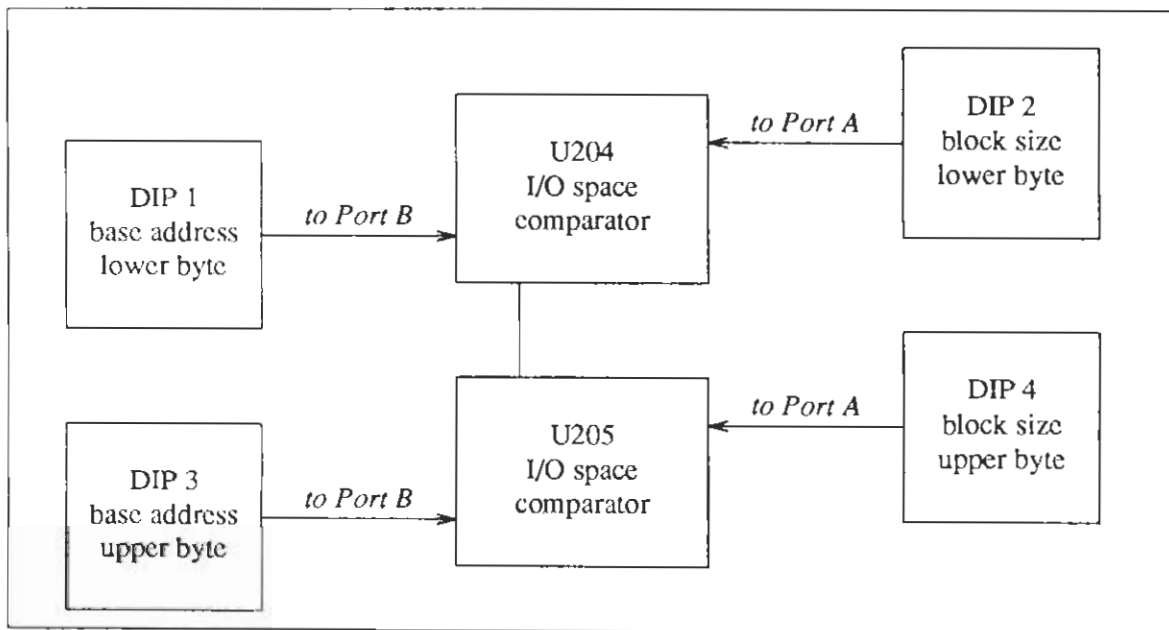 DIP 1
base address
lower byte
to Port B
U204
I/O space
comparator
to Port A
DIP 2
block size
lower byte
DIP 3
base address
upper byte
to Port B
U205
I/O space
comparator
to Port A
DIP 4
block size
upper byte